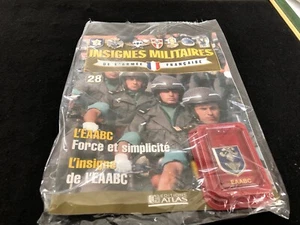 INSIGNES MILITAIRES
DE L'ARMÉE FRANÇAISE
28
L'EAABC
Force et simplicité
L'insigne
de l'EAABC
EAABC
ATLAS